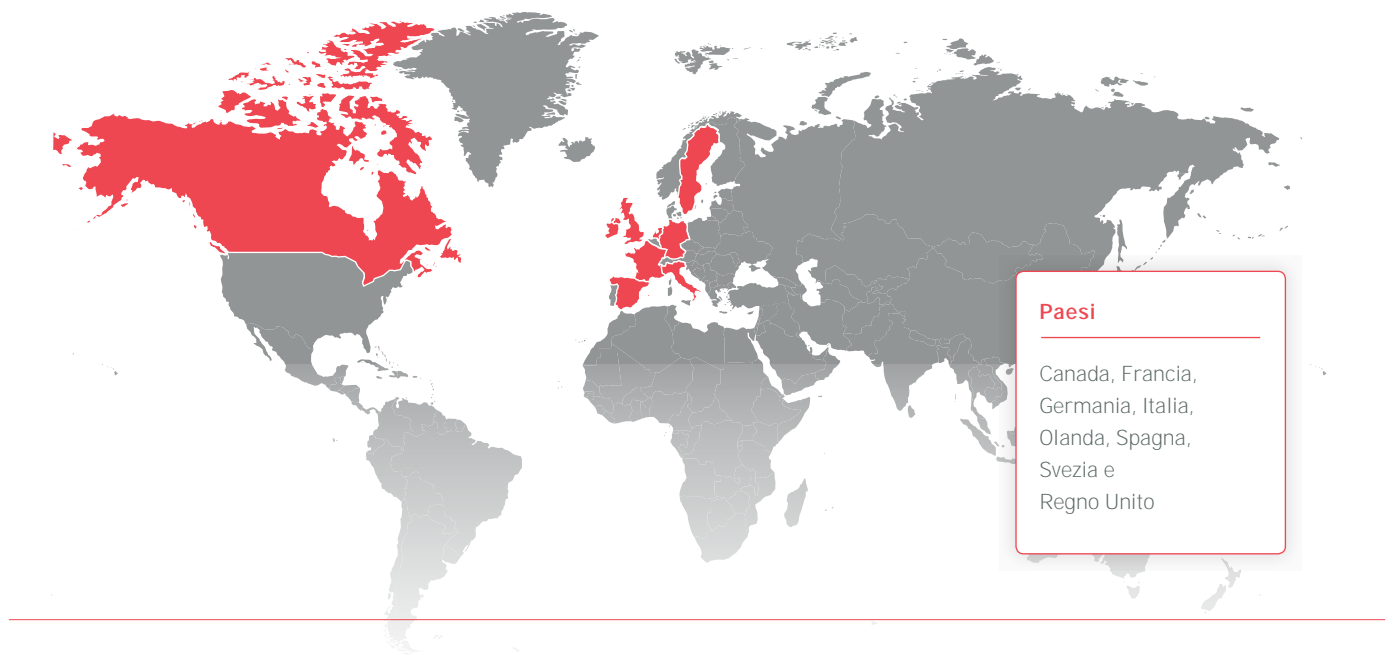 Paesi
Canada, Francia,
Germania, Italia,
Olanda, Spagna,
Svezia e
Regno Unito